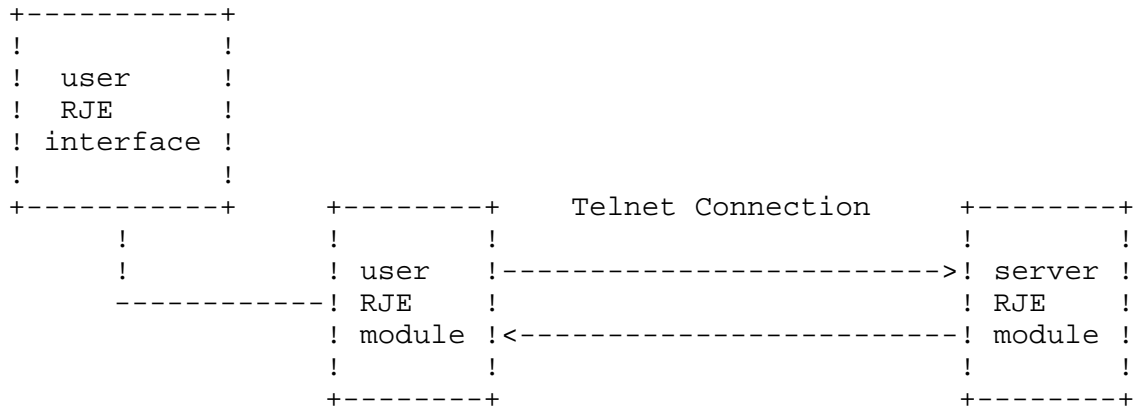 user
RJE
interface
Telnet Connection
user
RJE
module
server
RJE
module